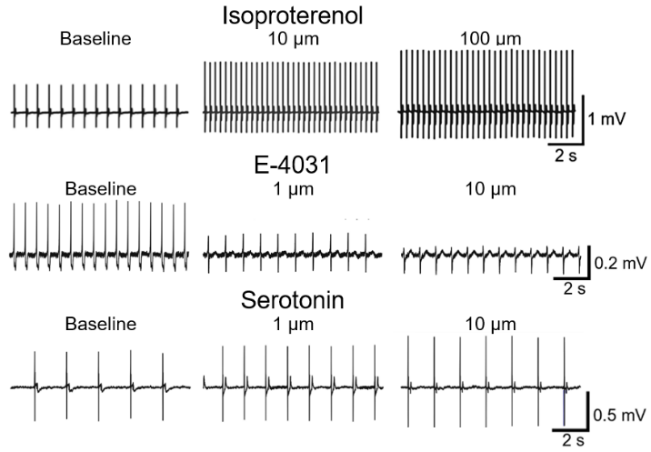 Isoproterenol
Baseline 10 µm 100 µm
1 mV
2 s
E-4031
Baseline 1 µm 10 µm
0.2 mV
2 s
Serotonin
Baseline 1 µm 10 µm
0.5 mV
2 s